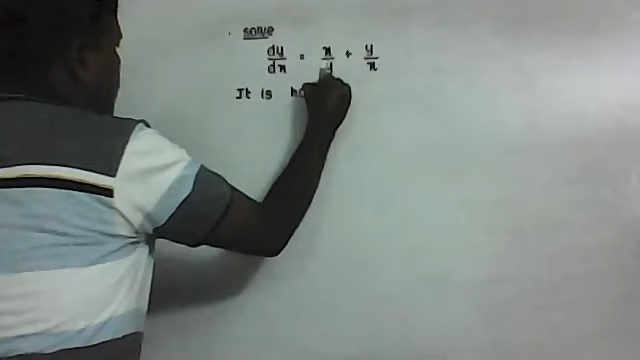 solve
dy/dx = x/y + y/x
It is